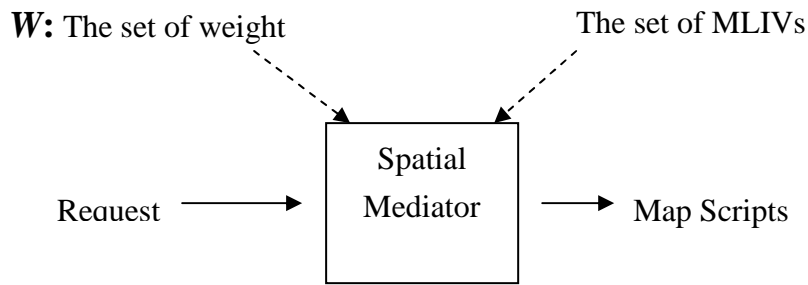 W: The set of weight
The set of MLIVs
Spatial
Mediator
Request
Map Scripts